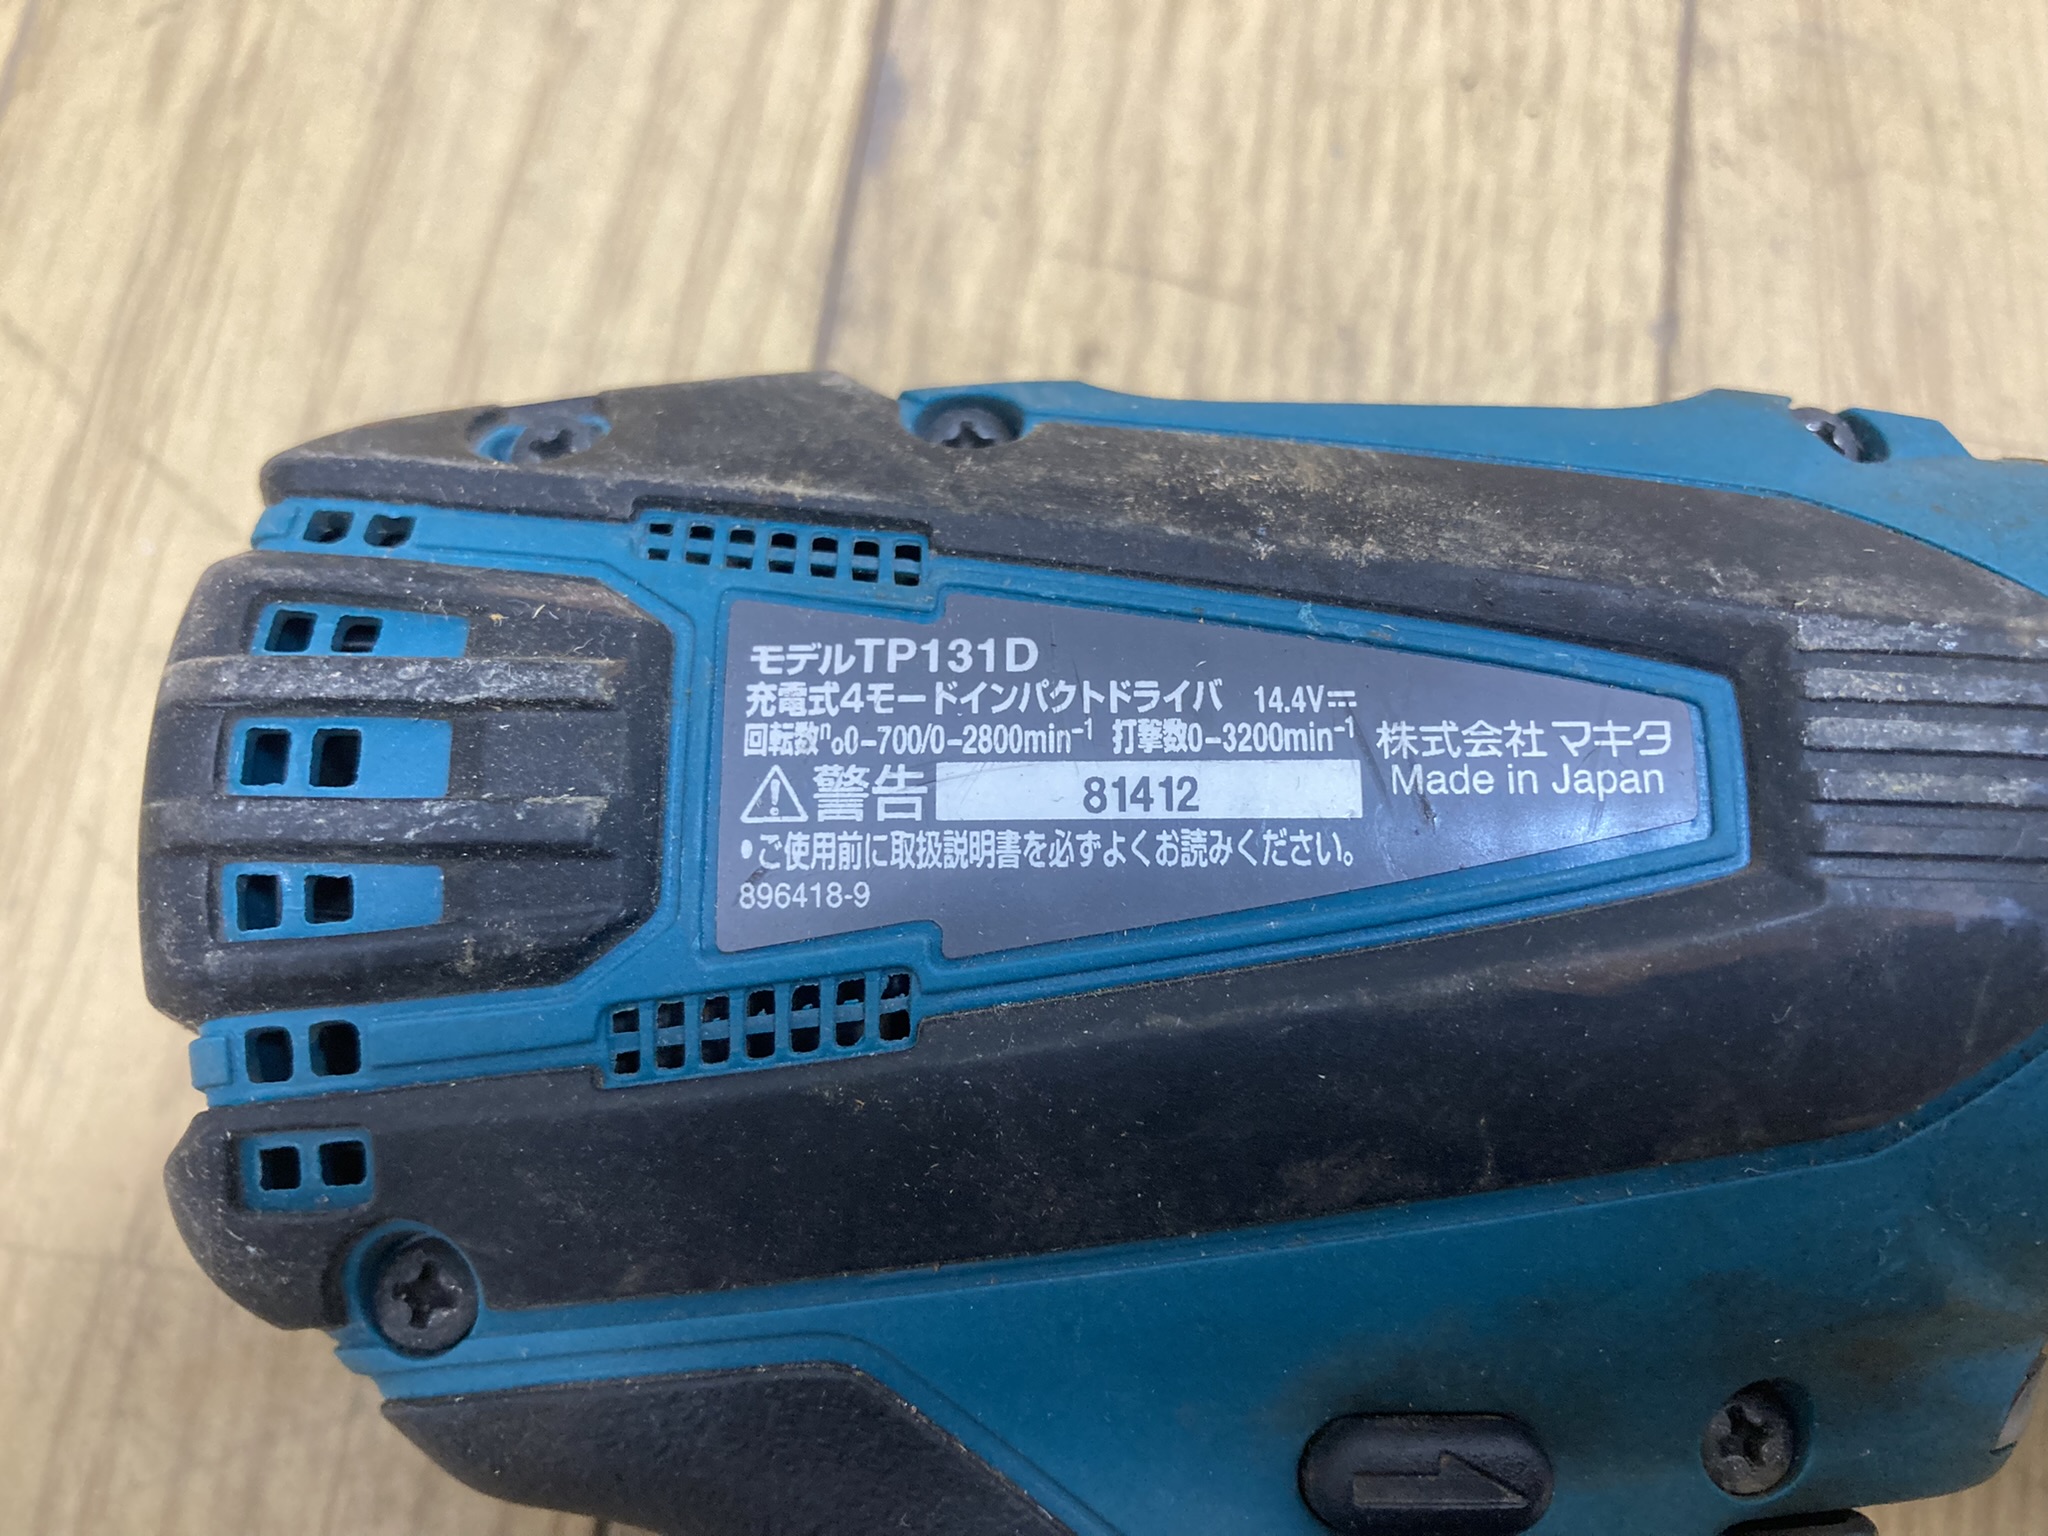 モデルTP131D
充電式4モードインパクトドライバ 14.4V⎓
回転数n₀0-700/0-2800min⁻¹ 打撃数0-3200min⁻¹
株式会社マキタ
Made in Japan
⚠警告 81412
•ご使用前に取扱説明書を必ずよくお読みください。
896418-9